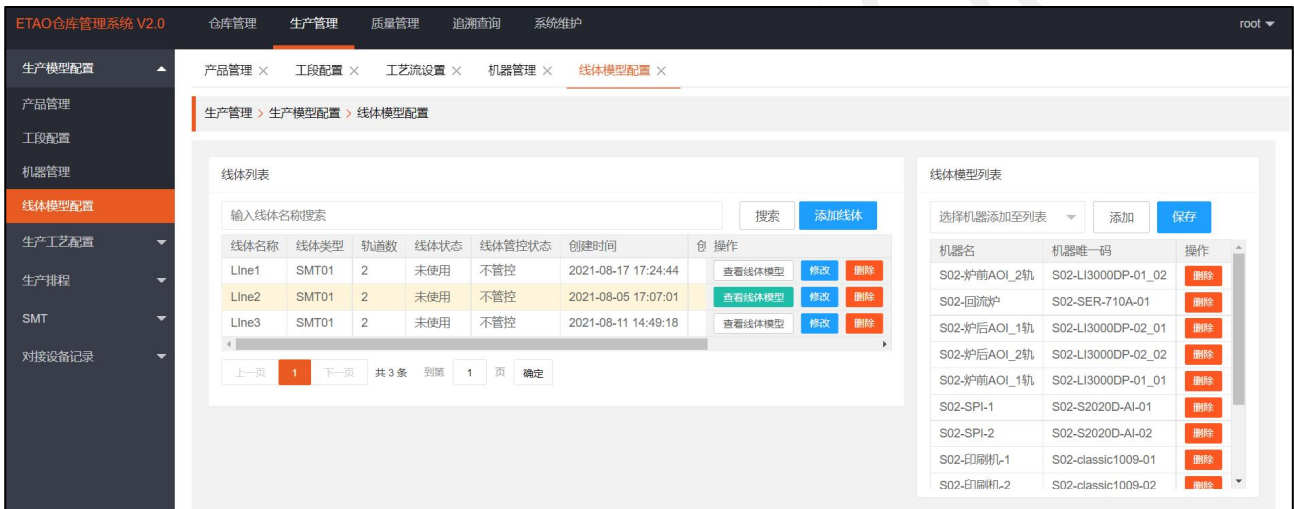 ETAO仓库管理系统 V2.0 仓库管理 生产管理 质量管理 追溯查询 系统维护 root
生产模型配置
产品管理
工段配置
机器管理
线体模型配置
生产工艺配置
生产排程
SMT
对接设备记录
产品管理 工段配置 工艺流设置 机器管理 线体模型配置
生产管理 > 生产模型配置 > 线体模型配置
线体列表
输入线体名称搜索 搜索 添加线体
线体名称 线体类型 轨道数 线体状态 线体管控状态 创建时间 操作
LIne1 SMT01 2 未使用 不管控 2021-08-17 17:24:44 查看线体模型 修改 删除
LIne2 SMT01 2 未使用 不管控 2021-08-05 17:07:01 查看线体模型 修改 删除
LIne3 SMT01 2 未使用 不管控 2021-08-11 14:49:18 查看线体模型 修改 删除
上一页 1 下一页 共 3 条 到第 1 页 确定
线体模型列表
选择机器添加至列表 添加 保存
机器名 机器唯一码 操作
S02-炉前AOI_2轨 S02-LI3000DP-01_02 删除
S02-回流炉 S02-SER-710A-01 删除
S02-炉后AOI_1轨 S02-LI3000DP-02_01 删除
S02-炉后AOI_2轨 S02-LI3000DP-02_02 删除
S02-炉前AOI_1轨 S02-LI3000DP-01_01 删除
S02-SPI-1 S02-S2020D-AI-01 删除
S02-SPI-2 S02-S2020D-AI-02 删除
S02-印刷机-1 S02-classic1009-01 删除
S02-印刷机-2 S02-classic1009-02 删除